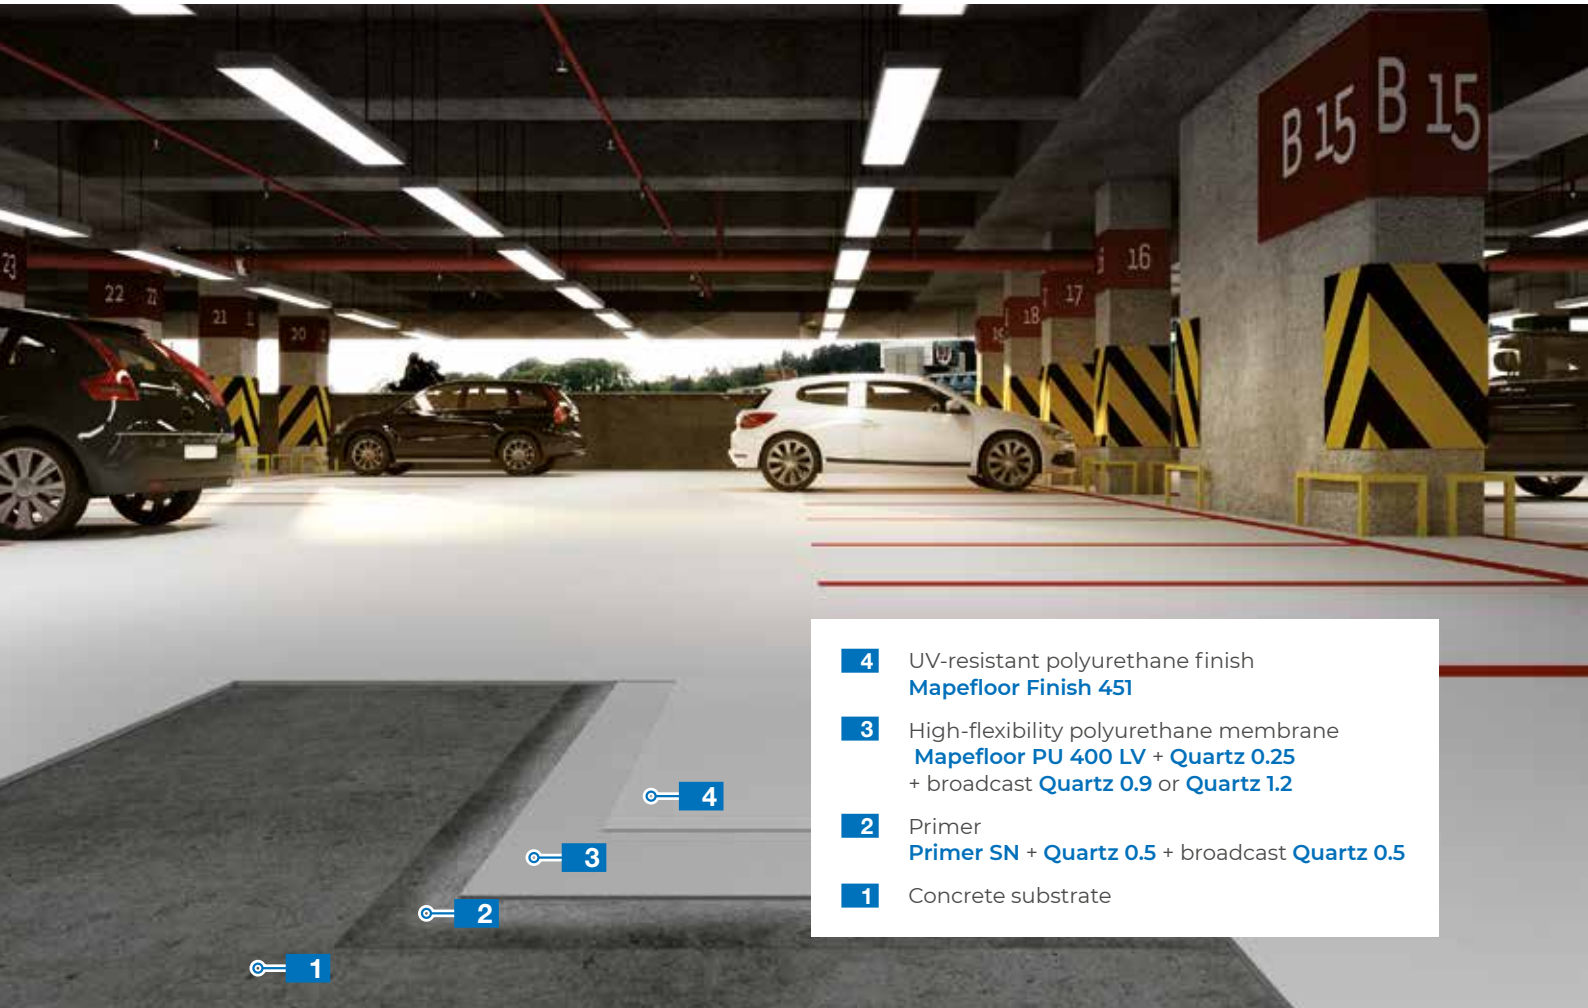 B 15 B 15
16
17
18
23
22 22
21
20
4 UV-resistant polyurethane finish
Mapefloor Finish 451
3 High-flexibility polyurethane membrane
Mapefloor PU 400 LV + Quartz 0.25
+ broadcast Quartz 0.9 or Quartz 1.2
2 Primer
Primer SN + Quartz 0.5 + broadcast Quartz 0.5
1 Concrete substrate
4
3
2
1